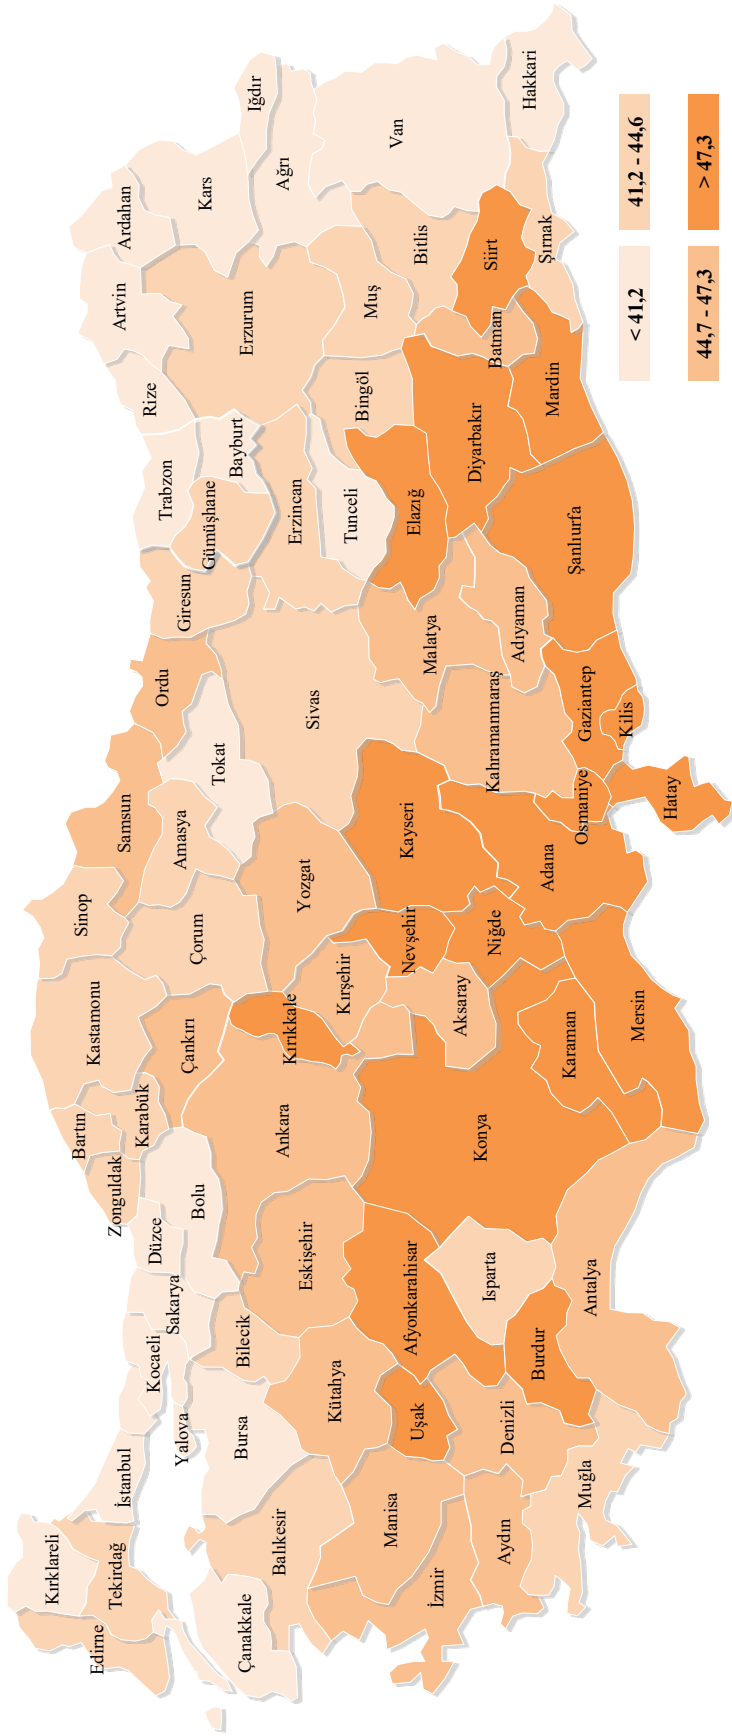 Kırklareli
Edirne
Tekirdağ
İstanbul
Kocaeli
Yalova
Sakarya
Düzce
Zonguldak
Bartın
Karabük
Kastamonu
Sinop
Samsun
Ordu
Giresun
Trabzon
Rize
Artvin
Ardahan
Çanakkale
Balıkesir
Bursa
Bilecik
Bolu
Çankırı
Çorum
Amasya
Tokat
Gümüşhane
Bayburt
Erzurum
Kars
Iğdır
Kütahya
Eskişehir
Ankara
Kırıkkale
Yozgat
Sivas
Erzincan
Ağrı
Manisa
Uşak
Afyonkarahisar
Kırşehir
Nevşehir
Kayseri
Malatya
Tunceli
Elazığ
Bingöl
Muş
Bitlis
Van
İzmir
Aydın
Denizli
Isparta
Konya
Aksaray
Niğde
Kahramanmaraş
Adıyaman
Diyarbakır
Batman
Siirt
Şırnak
Hakkari
Muğla
Burdur
Antalya
Karaman
Mersin
Adana
Osmaniye
Gaziantep
Kilis
Hatay
Şanlıurfa
Mardin
< 41,2
41,2 - 44,6
44,7 - 47,3
> 47,3